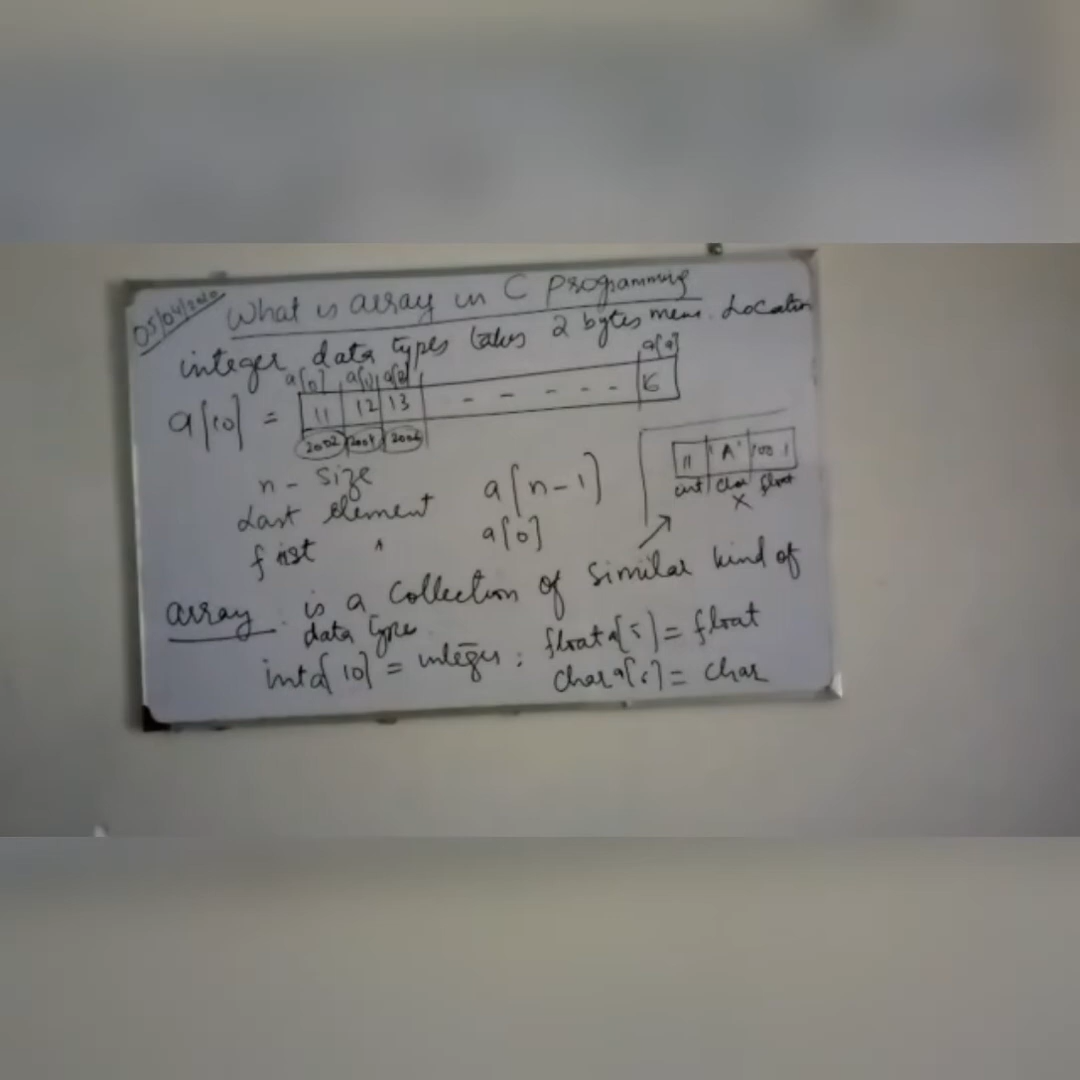 05/04/2020
What is array in C Programming
integer data types takes 2 bytes mem. Location
a[0] a[1] a[2] a[9]
a[10] = 11 12 13 - - - - - 15
2002 2004 2006
11 'A' 100.1
int char float
X
n - size
Last element a[n-1]
first " a[0]
array is a collection of similar kind of
data type
int a[10] = integer ; float a[5] = float
char a[5] = char